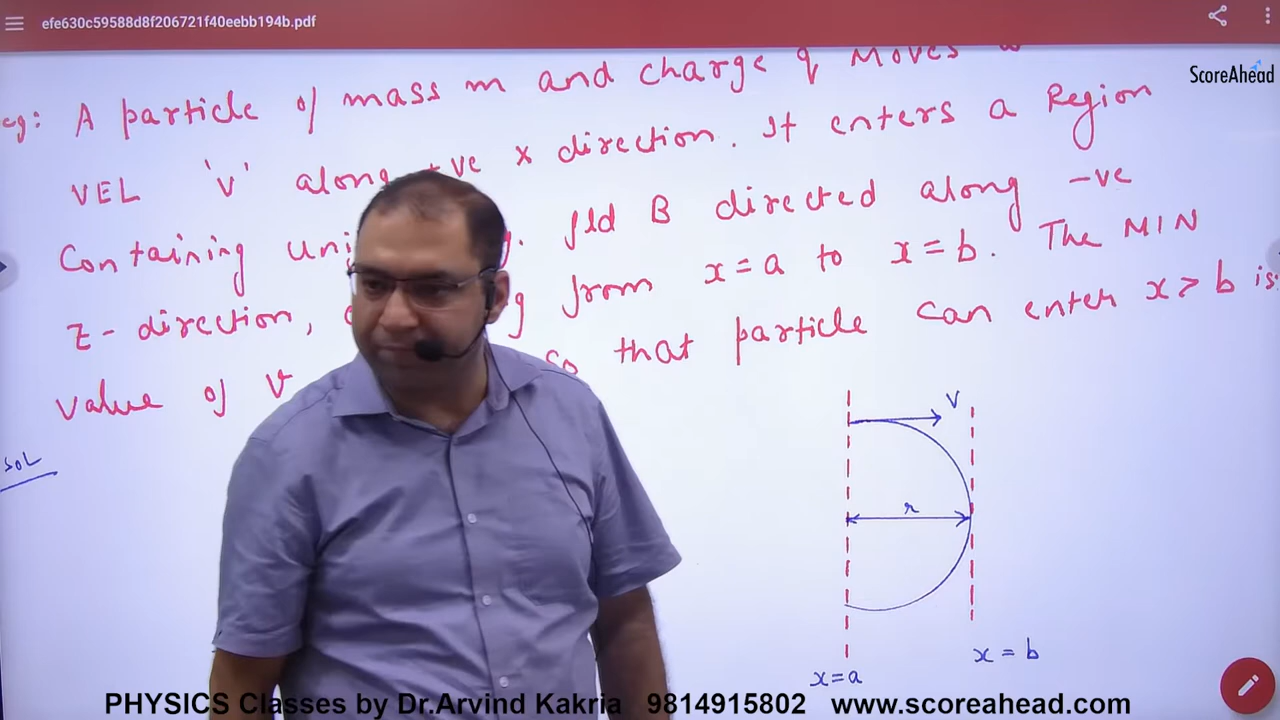 efe630c59588d8f206721f40eebb194b.pdf
ScoreAhead
eg: A particle of mass m and charge q Moves
VEL 'v' along +ve x direction. It enters a Region
Containing fld B directed along -ve
z-direction, from x=a to x=b. The MIN
value of v so that particle can enter x > b is
SOL
v
r
x = b
x=a
PHYSICS Classes by Dr.Arvind Kakria 9814915802 www.scoreahead.com